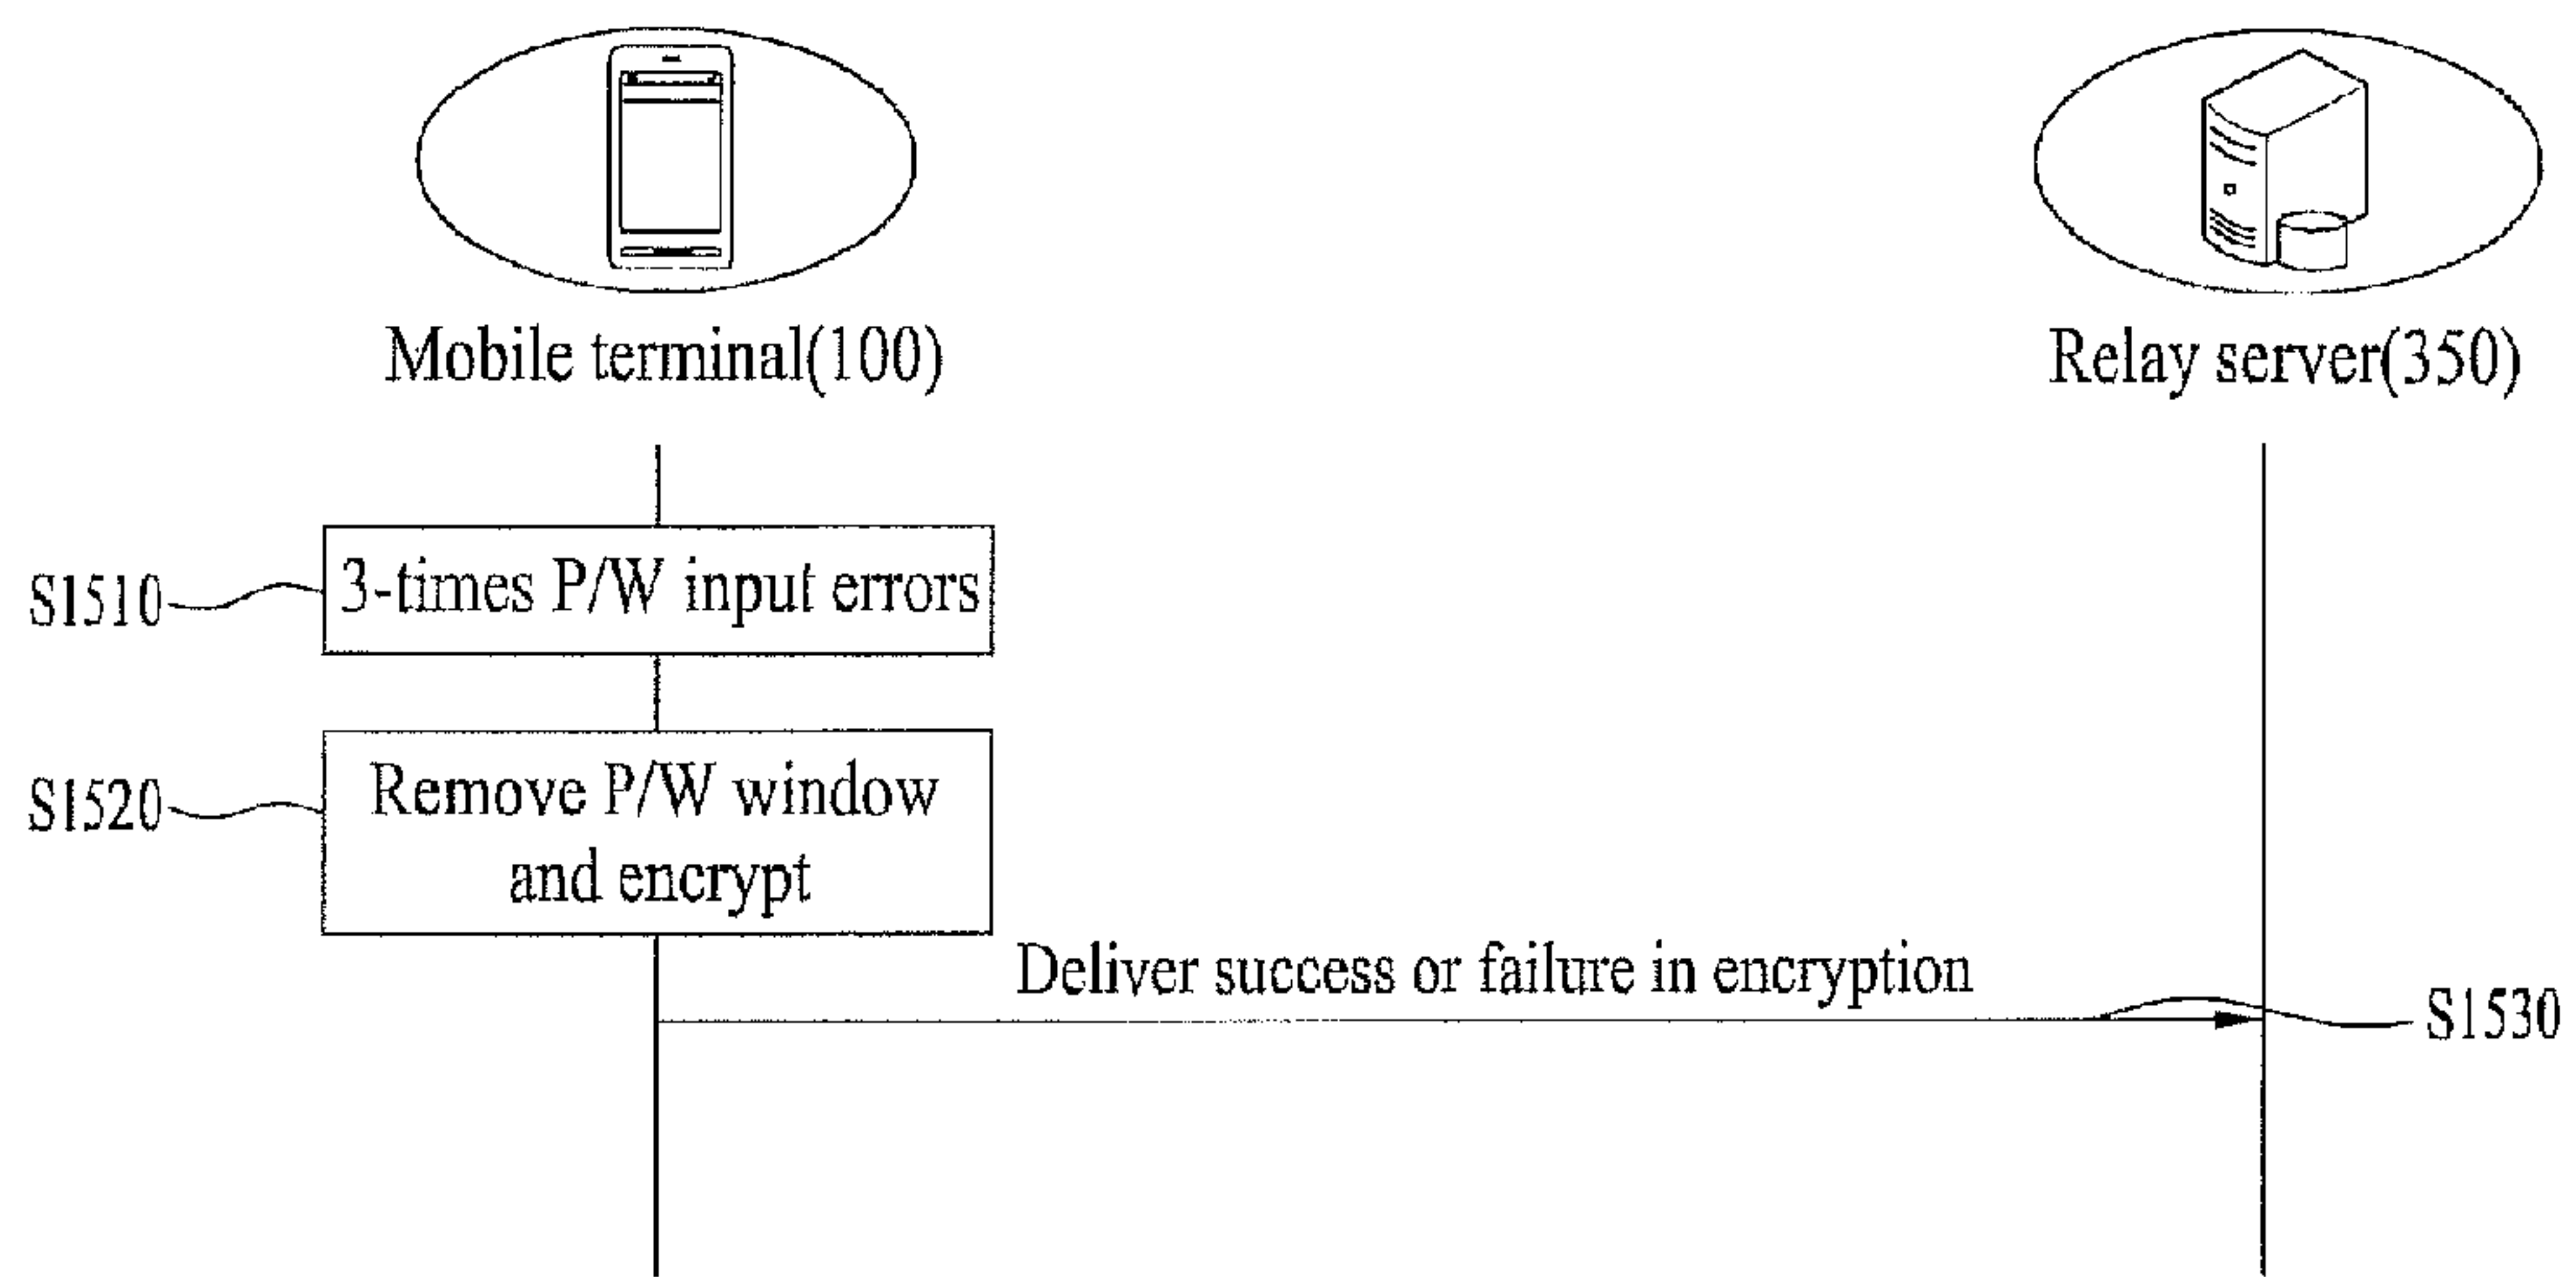 Mobile terminal(100)
Relay server(350)
S1510
3-times P/W input errors
S1520
Remove P/W window
and encrypt
Deliver success or failure in encryption
S1530